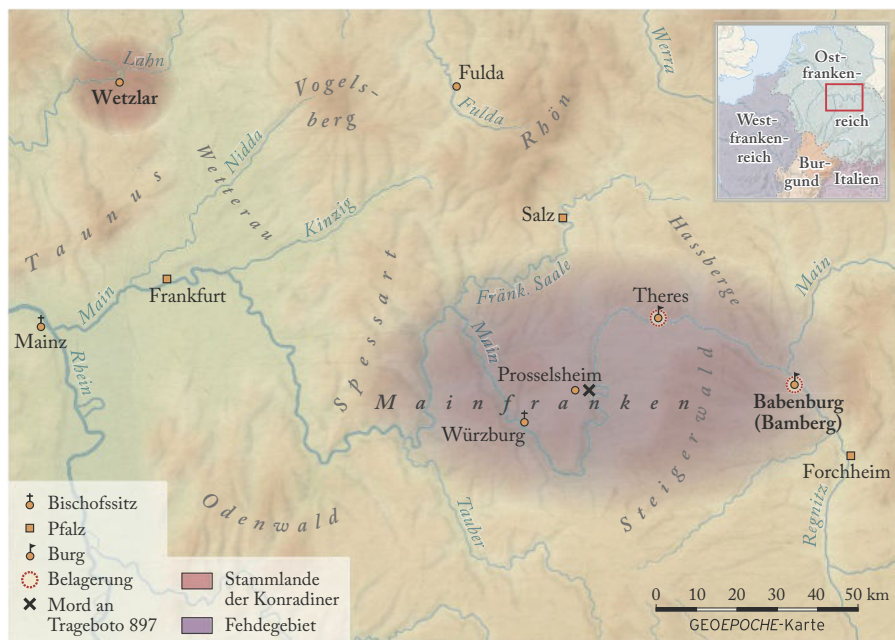 Lahn
Wetzlar
Vogels-
berg
Fulda
Fulda
Werra
Rhön
Ost-
franken-
reich
West-
franken-
reich
Bur-
gund
Italien
Taunus
Wetterau
Nidda
Kinzig
Salz
Hassberge
Main
Frankfurt
Main
Mainz
Rhein
Spessart
Fränk. Saale
Main
Theres
Prosselsheim
Mainfranken
Würzburg
Steigerwald
Babenburg
(Bamberg)
Forchheim
Regnitz
Tauber
Odenwald
Bischofssitz
Pfalz
Burg
Belagerung
Mord an
Trageboto 897
Stammlande
der Konradiner
Fehdegebiet
0 10 20 30 40 50 km
GEOEPOCHE-Karte